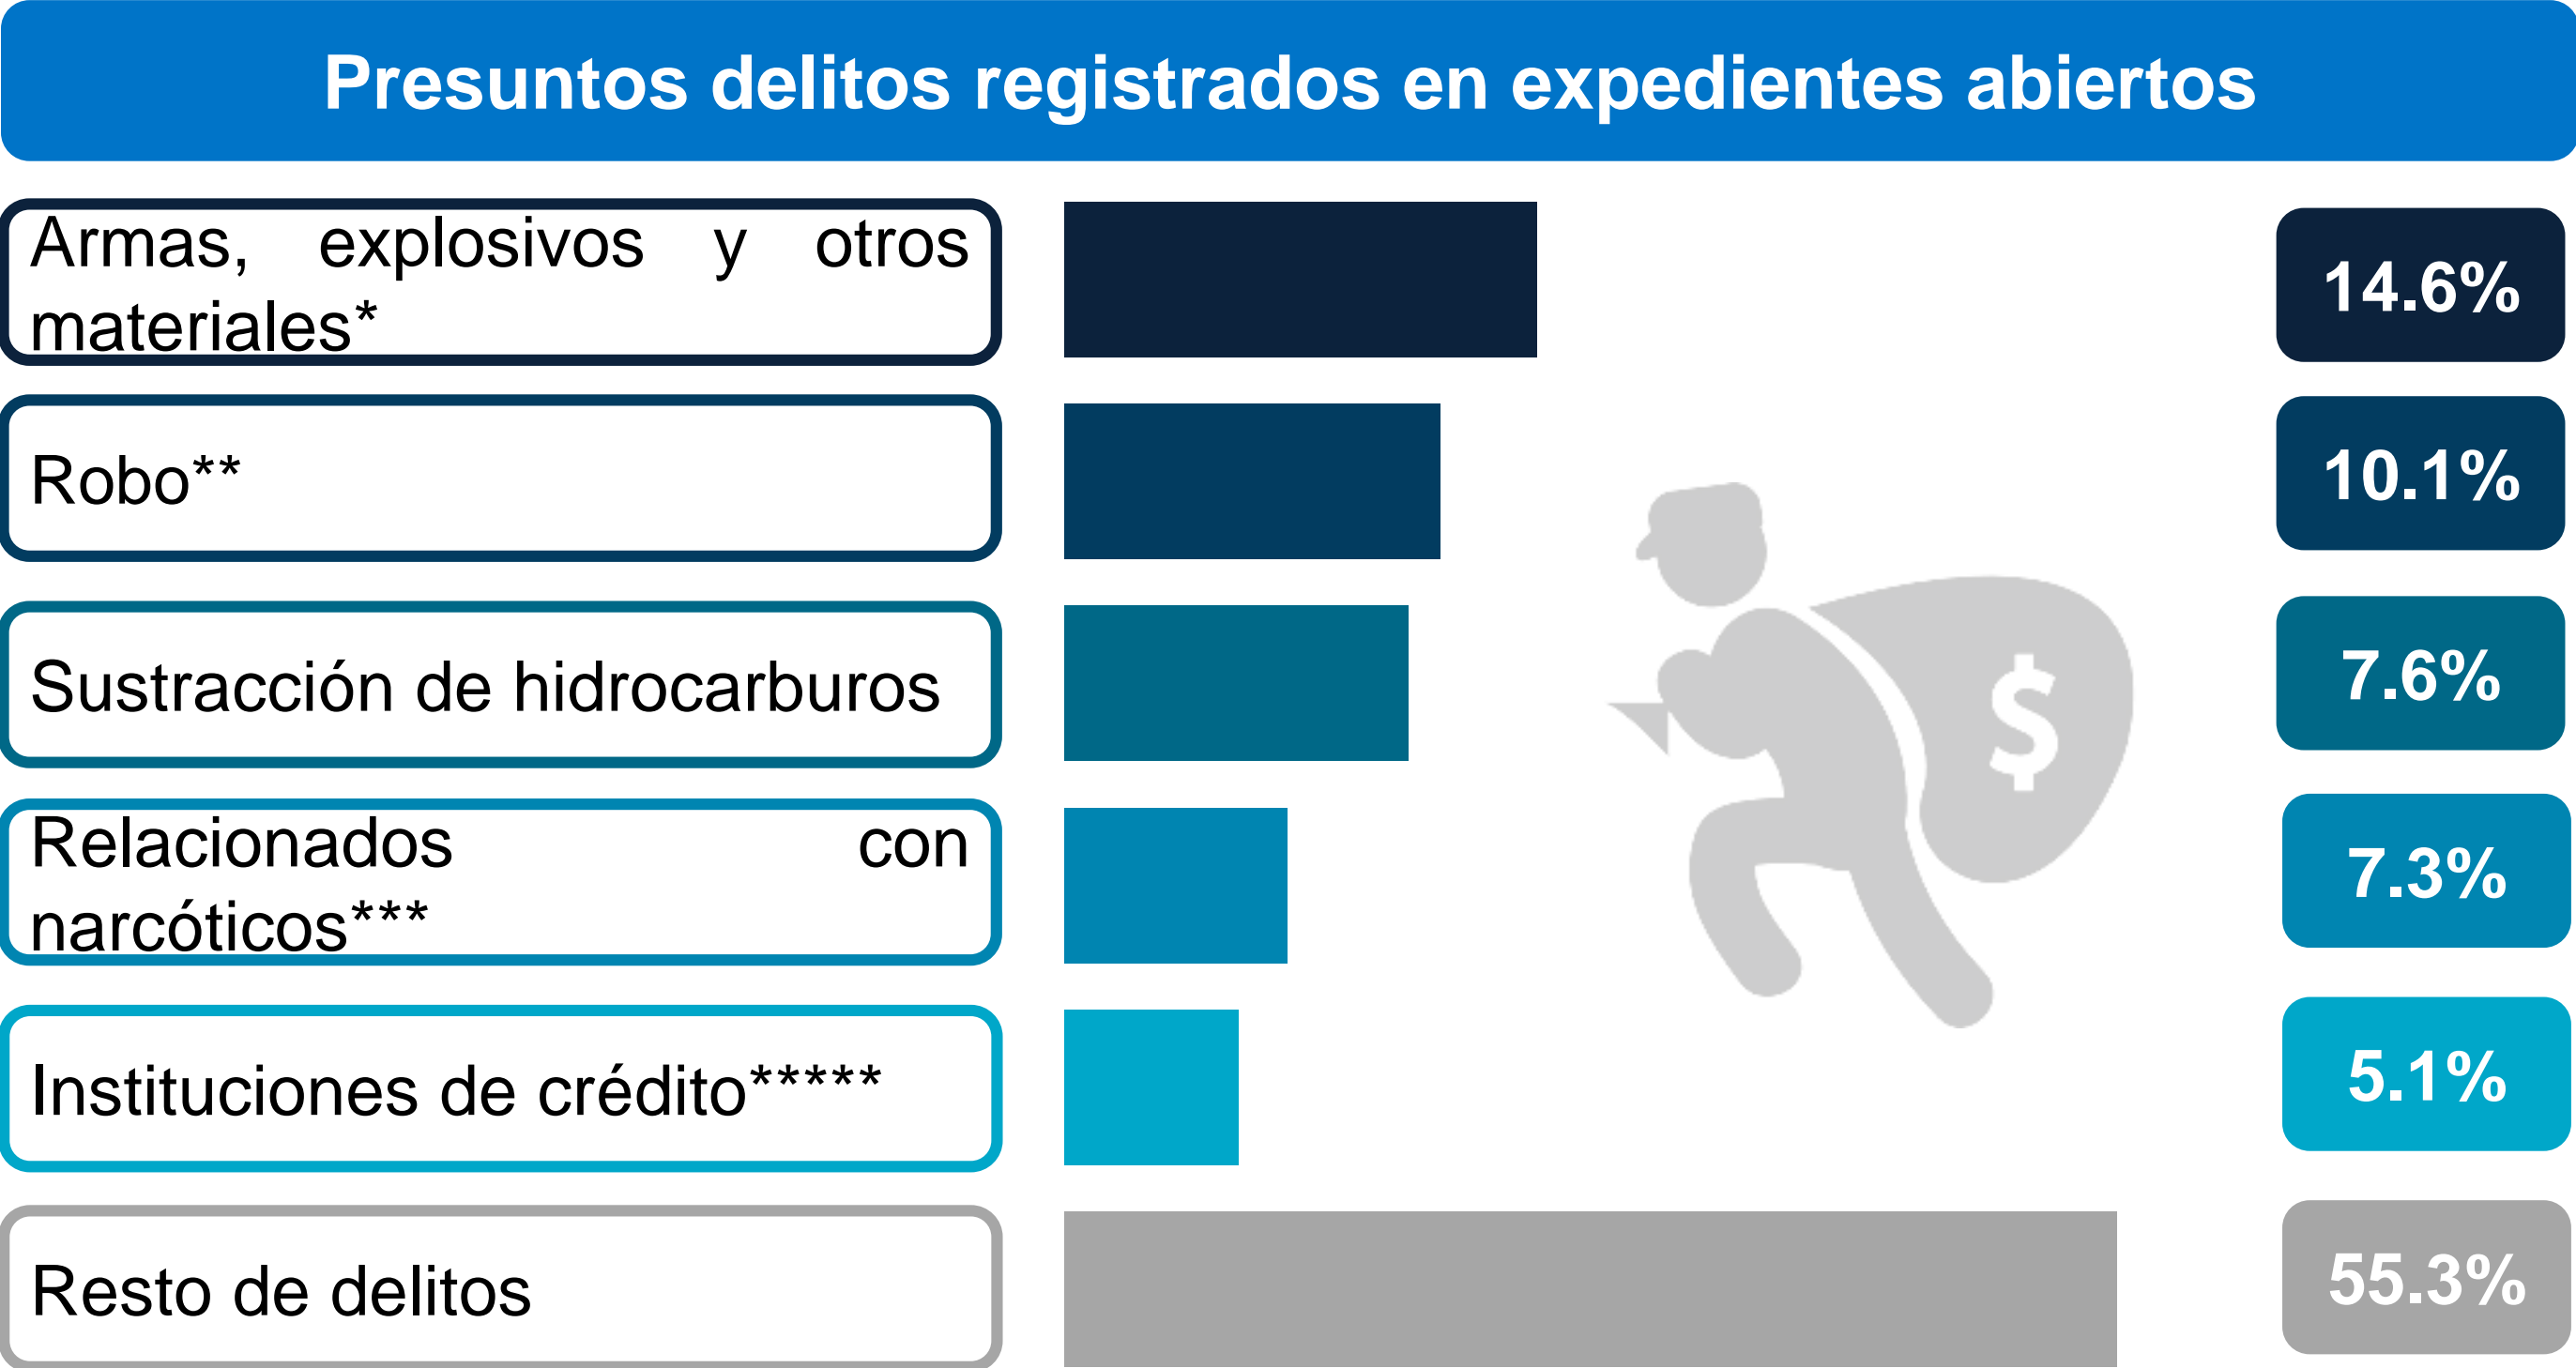 Presuntos delitos registrados en expedientes abiertos
Armas, explosivos y otros
materiales*
14.6%
Robo**
10.1%
Sustracción de hidrocarburos
$
7.6%
Relacionados con
narcóticos***
7.3%
Instituciones de crédito*****
5.1%
Resto de delitos
55.3%